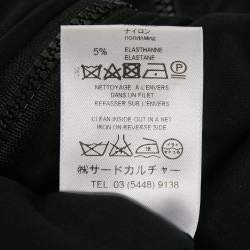 ナイロン
ПОЛИАМИД
5% ELASTHANNE
ELASTANE
NETTOYAGE A L'ENVERS
DANS UN FILET
REPASSER SUR L'ENVERS
CLEAN INSIDE OUT IN A NET
IRON ON REVERSE SIDE
㈱サードカルチャー
TEL 03 (5448) 9138